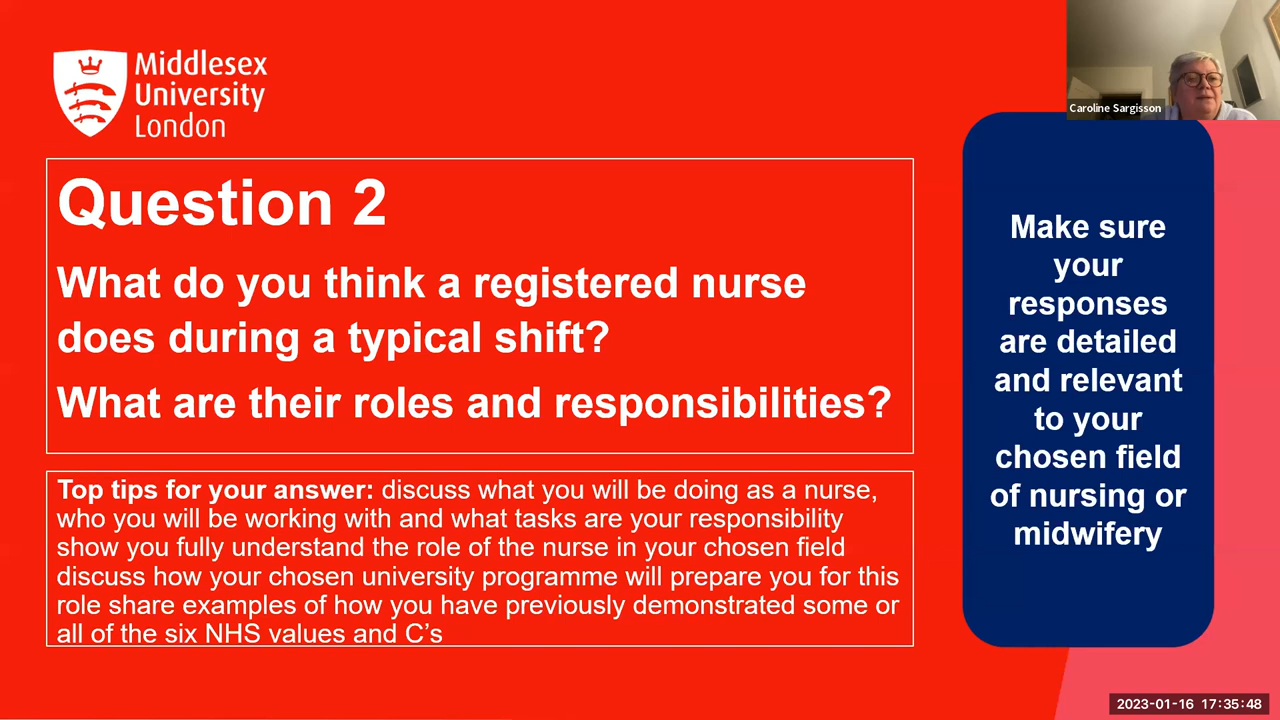 Middlesex
University
London
Caroline Sargisson
Question 2
What do you think a registered nurse
does during a typical shift?
What are their roles and responsibilities?
Top tips for your answer: discuss what you will be doing as a nurse,
who you will be working with and what tasks are your responsibility
show you fully understand the role of the nurse in your chosen field
discuss how your chosen university programme will prepare you for this
role share examples of how you have previously demonstrated some or
all of the six NHS values and C's
Make sure
your
responses
are detailed
and relevant
to your
chosen field
of nursing or
midwifery
2023-01-16 17:35:48